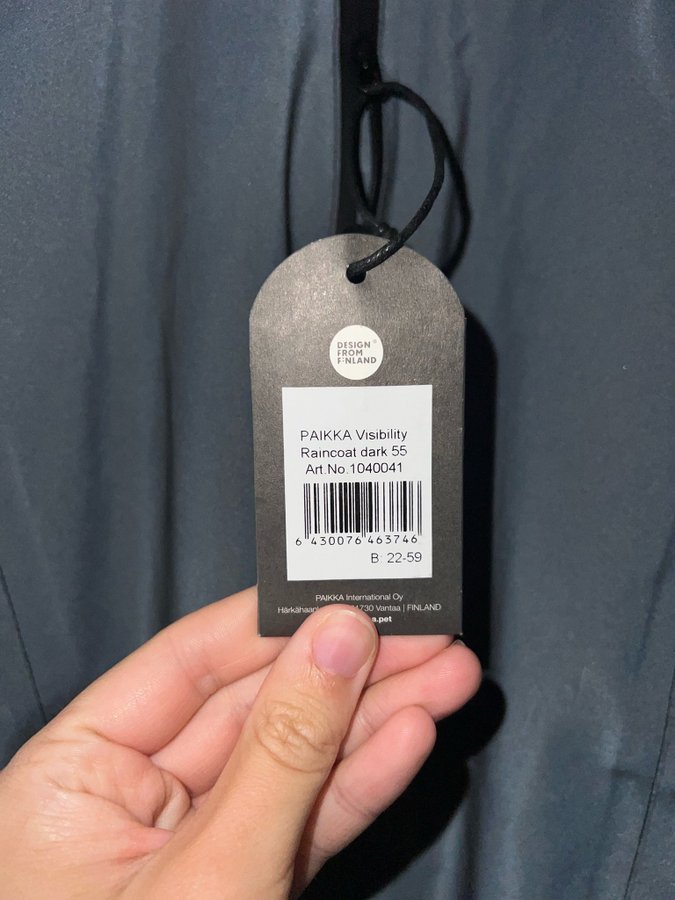 DESIGN
FROM
FINLAND
PAIKKA Visibility
Raincoat dark 55
Art.No.1040041
6 430076 463746
B: 22-59
PAIKKA International Oy
Vantaa | FINLAND
a.pet